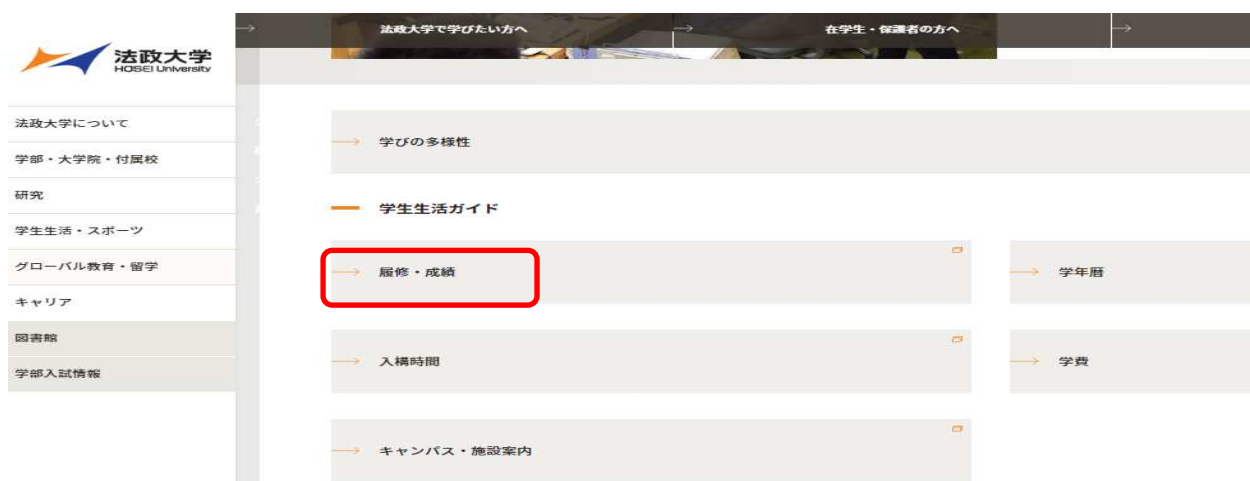 法政大学で学びたい方へ
在学生・保護者の方へ
法政大学
HOSEI University
法政大学について
学部・大学院・付属校
研究
学生生活・スポーツ
グローバル教育・留学
キャリア
図書館
学部入試情報
学びの多様性
学生生活ガイド
履修・成績
学年暦
入構時間
学費
キャンパス・施設案内